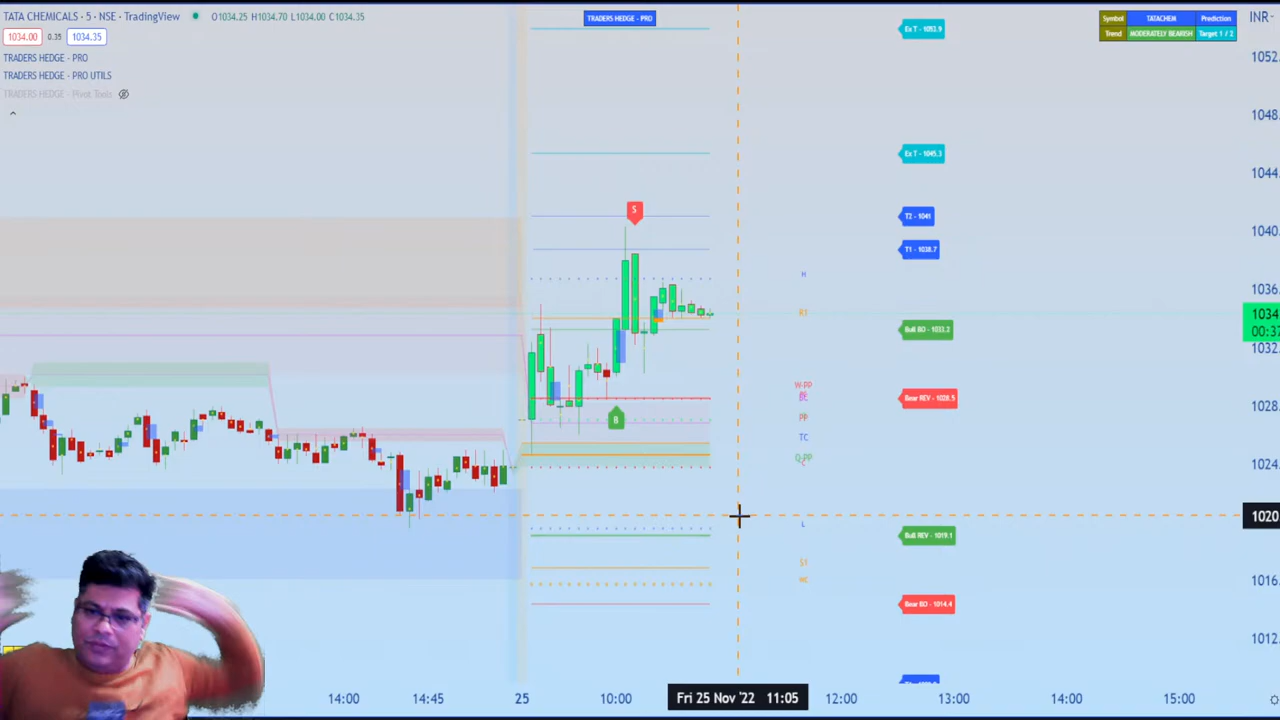 TATA CHEMICALS · 5 · NSE · TradingView
O1034.25 H1034.70 L1034.00 C1034.35
TRADERS HEDGE - PRO
Symbol TATACHEM Prediction
Trend MODERATELY BEARISH Target 1 / 2
INR
1034.00 0.35 1034.35
TRADERS HEDGE - PRO
TRADERS HEDGE - PRO UTILS
TRADERS HEDGE - Pivot Tools
Ex T - 1053.9
1052.
1048.
Ex T - 1045.3
1044.
S
T2 - 1041
1040.
T1 - 1038.7
H
1036.
R1
1034
00:37
Bull BO - 1033.2
1032.
W-PP
BC
Bear REV - 1028.5
1028.
B
PP
TC
Q-PP
1024.
1020
L
Bull REV - 1019.1
S1
1016.
Bear BO - 1014.4
1012.
14:00 14:45 25 10:00 Fri 25 Nov '22 11:05 12:00 13:00 14:00 15:00